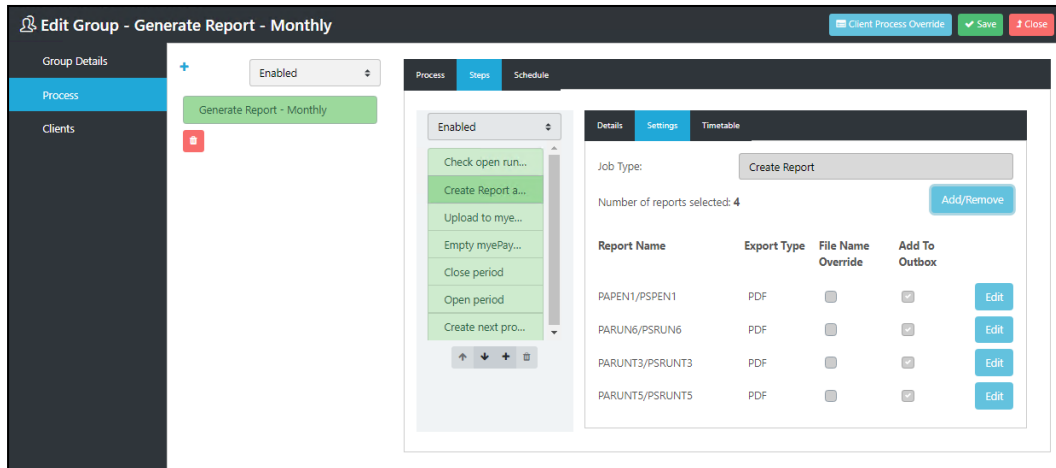 Edit Group - Generate Report - Monthly
Client Process Override
Save
Close
Group Details
Process
Clients
+
Enabled
Generate Report - Monthly
Process
Steps
Schedule
Enabled
Check open run...
Create Report a...
Upload to mye...
Empty myePay...
Close period
Open period
Create next pro...
Details
Settings
Timetable
Job Type:
Create Report
Number of reports selected: 4
Add/Remove
Report Name
Export Type
File Name
Override
Add To
Outbox
PAPEN1/PSPEN1 PDF Edit
PARUN6/PSRUN6 PDF Edit
PARUNT3/PSRUNT3 PDF Edit
PARUNT5/PSRUNT5 PDF Edit